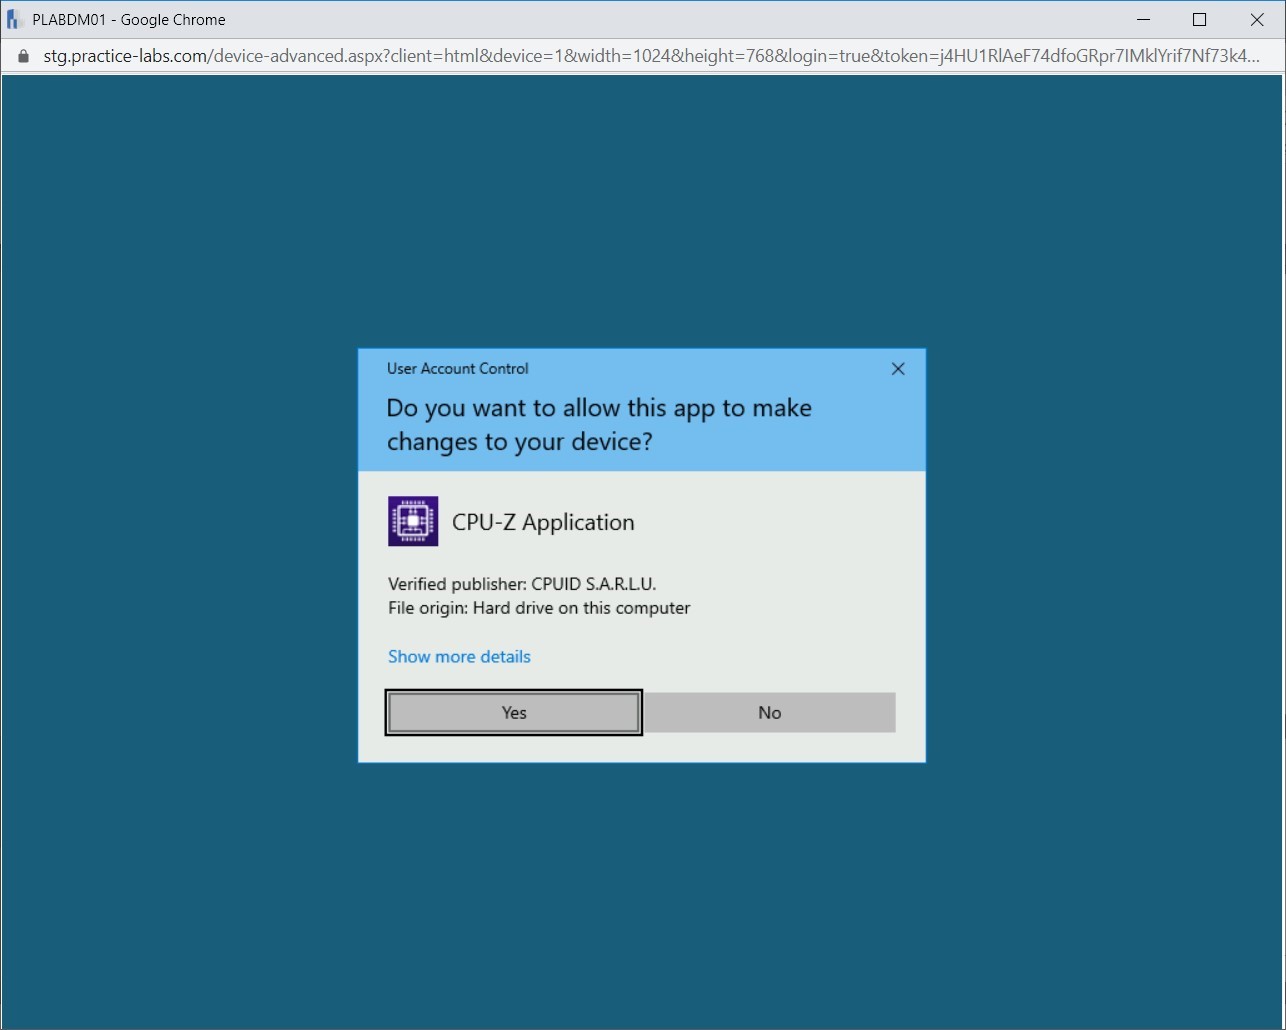 PLABDM01 - Google Chrome
stg.practice-labs.com/device-advanced.aspx?client=html&device=1&width=1024&height=768&login=true&token=j4HU1RlAeF74dfoGRpr7IMklYrif7Nf73k4...
User Account Control
Do you want to allow this app to make
changes to your device?
CPU-Z Application
Verified publisher: CPUID S.A.R.L.U.
File origin: Hard drive on this computer
Show more details
Yes
No